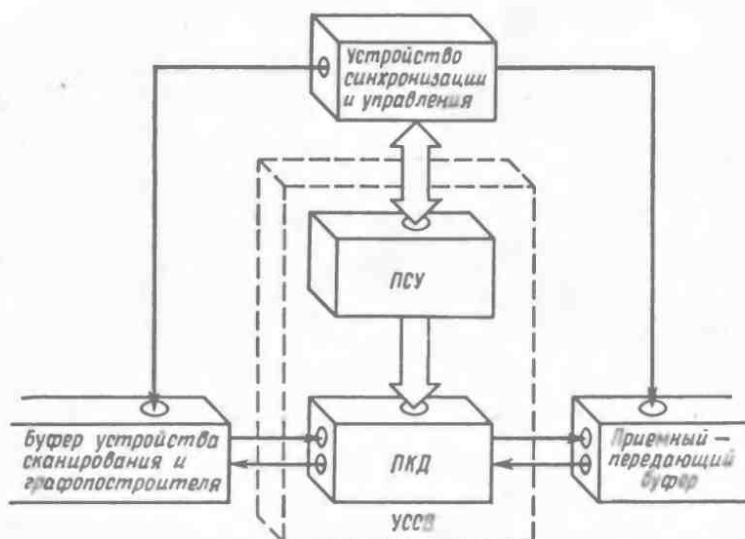 Устройство
синхронизации
и управления
ПСУ
Буфер устройства
сканирования и
графопостроителя
ПКД
Приемный —
передающий
буфер
УССВ